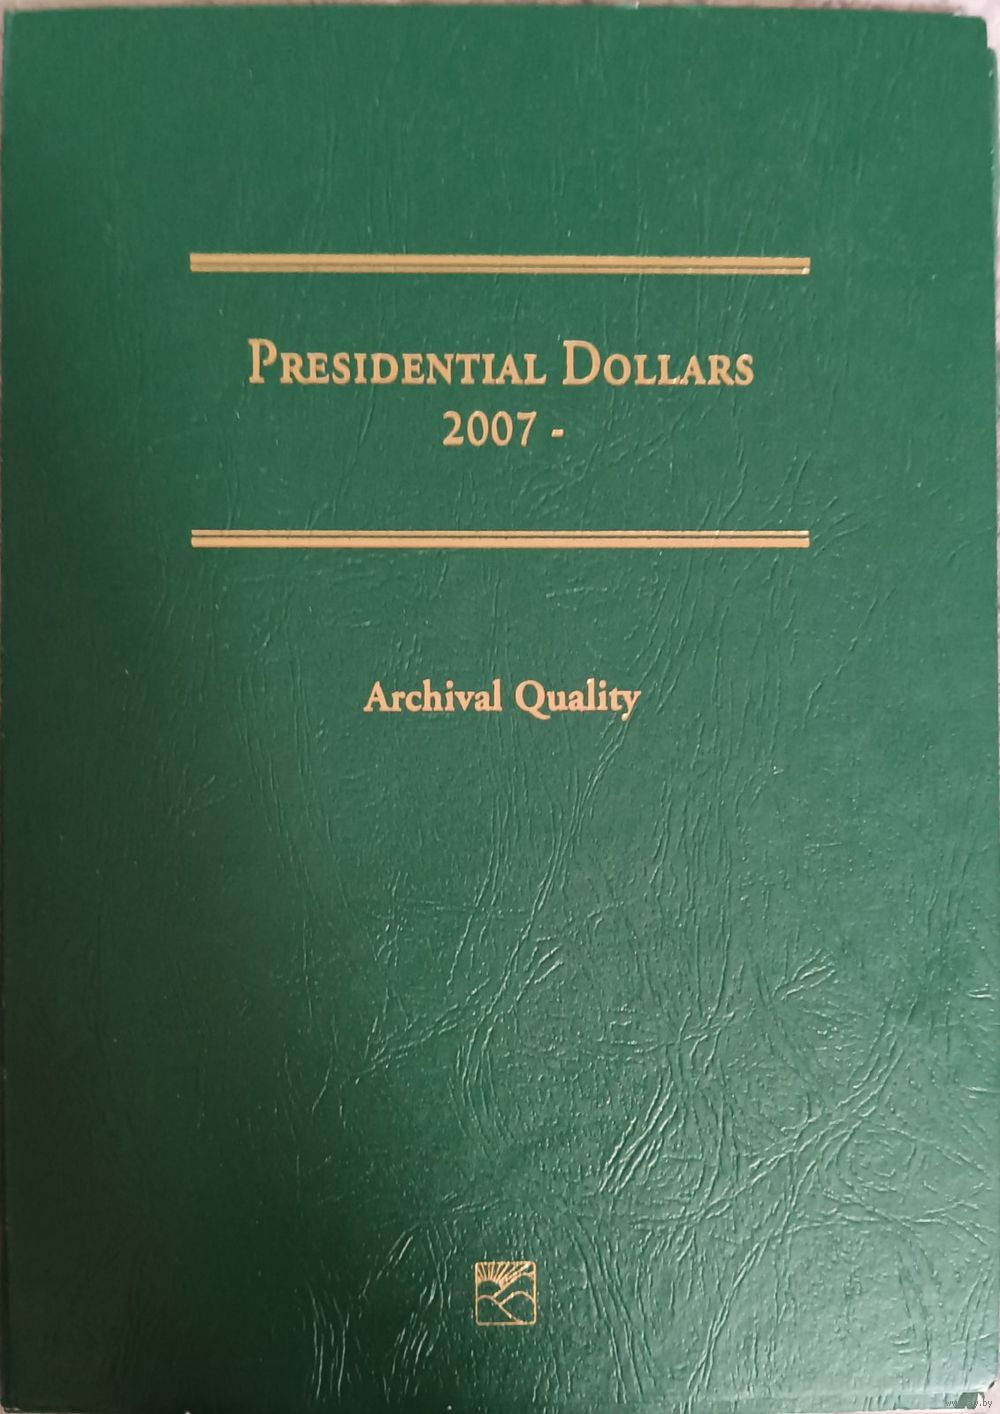 PRESIDENTIAL DOLLARS
2007 -
Archival Quality